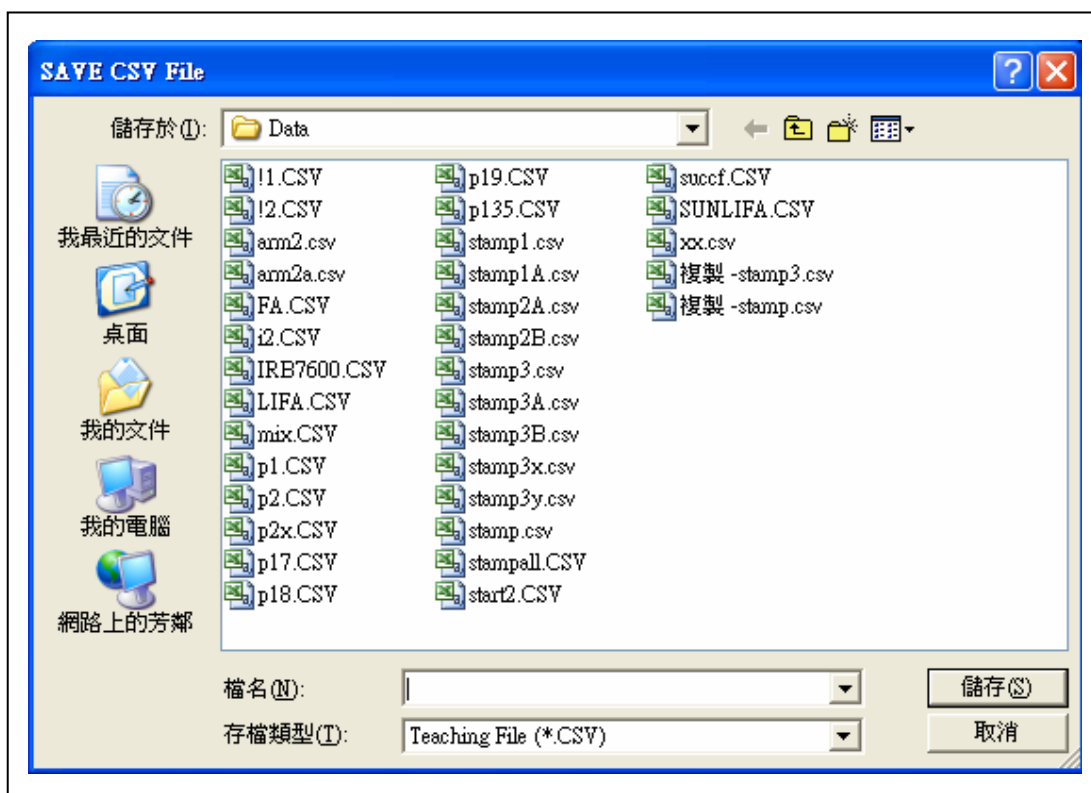 SAVE CSV File
儲存於(I):
Data
我最近的文件
桌面
我的文件
我的電腦
網路上的芳鄰
!1.CSV
!2.CSV
arm2.csv
arm2a.csv
FA.CSV
i2.CSV
IRB7600.CSV
LIFA.CSV
mix.CSV
p1.CSV
p2.CSV
p2x.CSV
p17.CSV
p18.CSV
p19.CSV
p135.CSV
stamp1.csv
stamp1A.csv
stamp2A.csv
stamp2B.csv
stamp3.csv
stamp3A.csv
stamp3B.csv
stamp3x.csv
stamp3y.csv
stamp.csv
stampall.CSV
start2.CSV
succf.CSV
SUNLIFA.CSV
xx.csv
複製 -stamp3.csv
複製 -stamp.csv
檔名(N):
儲存(S)
存檔類型(T):
Teaching File (*.CSV)
取消